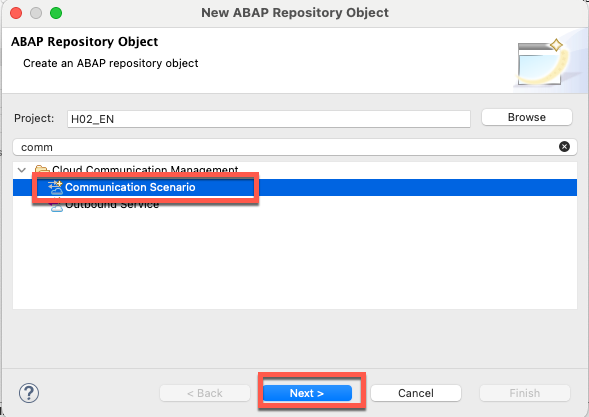 New ABAP Repository Object
ABAP Repository Object
Create an ABAP repository object
Project: H02_EN Browse
comm
Cloud Communication Management
Communication Scenario
Outbound Service
? < Back Next > Cancel Finish